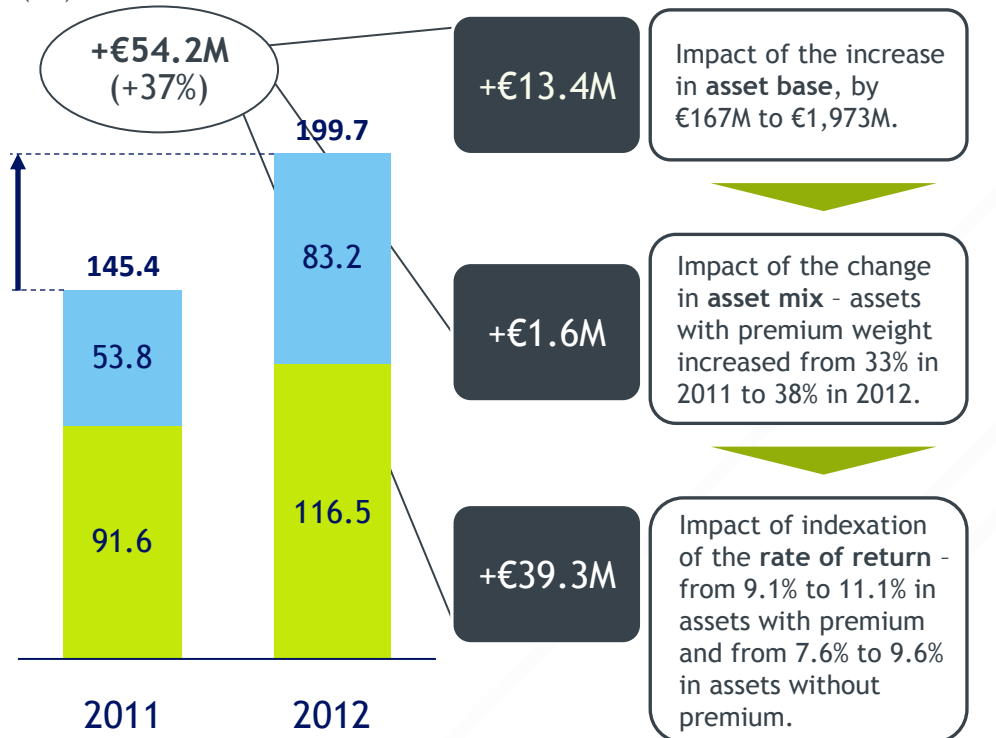 +€54.2M
(+37%)
199.7
83.2
116.5
145.4
53.8
91.6
2011
2012
+€13.4M
Impact of the increase
in asset base, by
€167M to €1,973M.
+€1.6M
Impact of the change
in asset mix – assets
with premium weight
increased from 33% in
2011 to 38% in 2012.
+€39.3M
Impact of indexation
of the rate of return –
from 9.1% to 11.1% in
assets with premium
and from 7.6% to 9.6%
in assets without
premium.